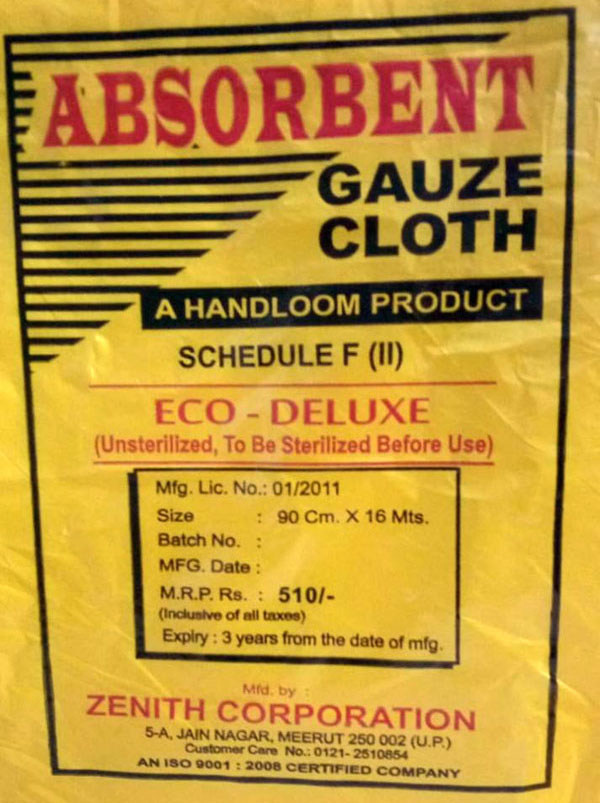 ABSORBENT
GAUZE
CLOTH
A HANDLOOM PRODUCT
SCHEDULE F (II)
ECO - DELUXE
(Unsterilized, To Be Sterilized Before Use)
Mfg. Lic. No.: 01/2011
Size : 90 Cm. X 16 Mts.
Batch No. :
MFG. Date :
M.R.P. Rs. : 510/-
(Inclusive of all taxes)
Expiry : 3 years from the date of mfg.
Mfd. by :
ZENITH CORPORATION
5-A, JAIN NAGAR, MEERUT 250 002 (U.P.)
Customer Care No.: 0121- 2510854
AN ISO 9001 : 2008 CERTIFIED COMPANY